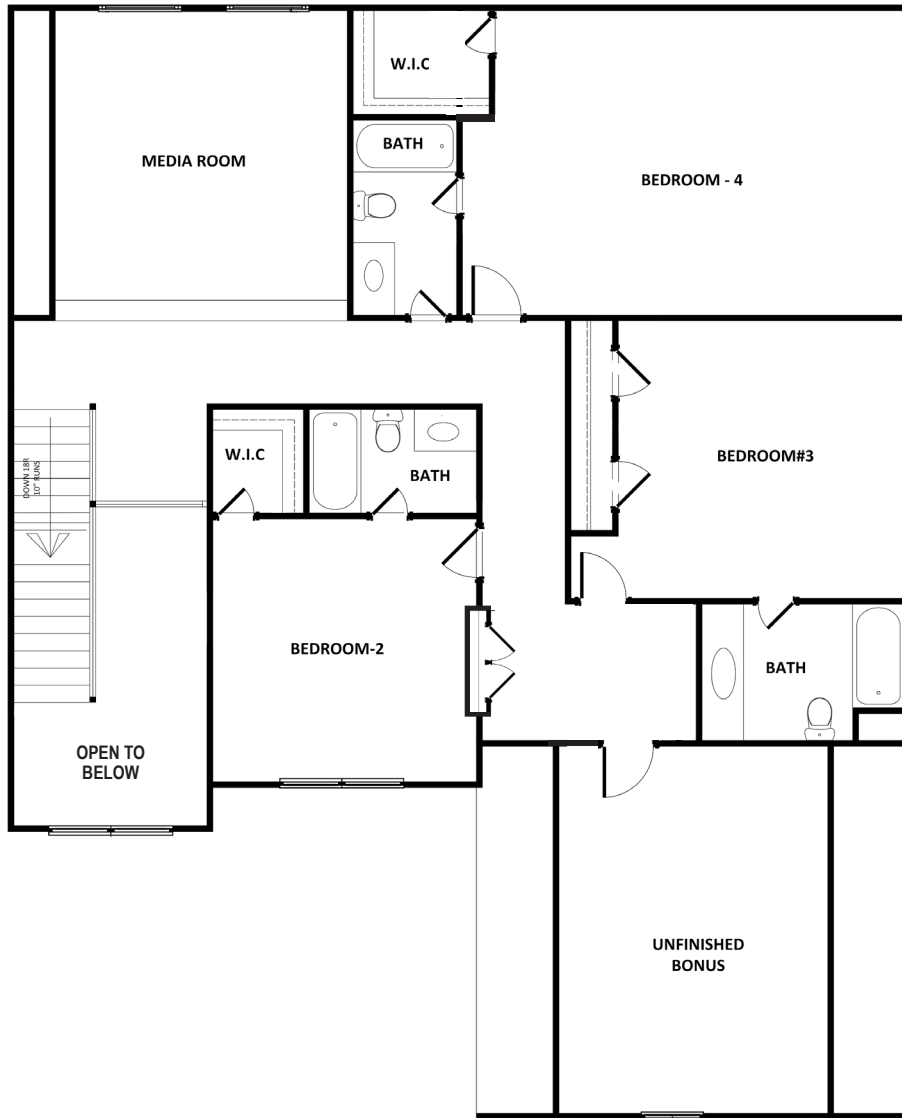 W.I.C
BATH
MEDIA ROOM
BEDROOM - 4
W.I.C
BATH
BEDROOM#3
DOWN 18R
10" RUNS
BEDROOM-2
BATH
OPEN TO
BELOW
UNFINISHED
BONUS